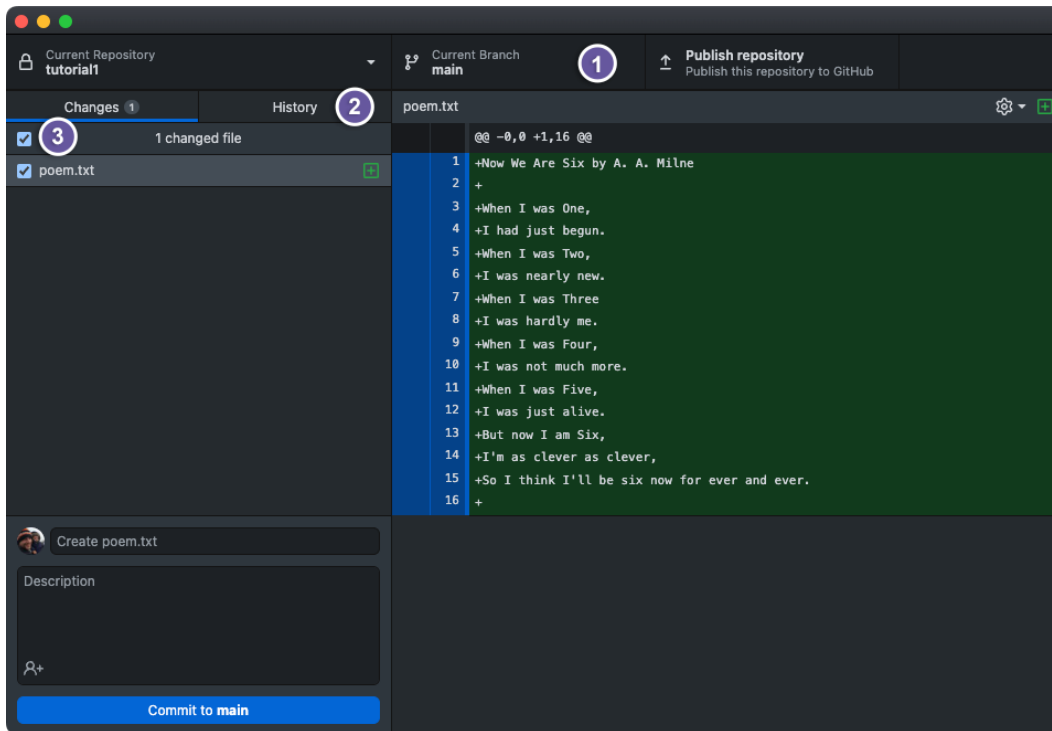 Current Repository
tutorial1
Current Branch
main
1
Publish repository
Publish this repository to GitHub
Changes 1
History
2
poem.txt
3
1 changed file
@@ -0,0 +1,16 @@
poem.txt
1 +Now We Are Six by A. A. Milne
2 +
3 +When I was One,
4 +I had just begun.
5 +When I was Two,
6 +I was nearly new.
7 +When I was Three
8 +I was hardly me.
9 +When I was Four,
10 +I was not much more.
11 +When I was Five,
12 +I was just alive.
13 +But now I am Six,
14 +I'm as clever as clever,
15 +So I think I'll be six now for ever and ever.
16 +
Create poem.txt
Description
Commit to main